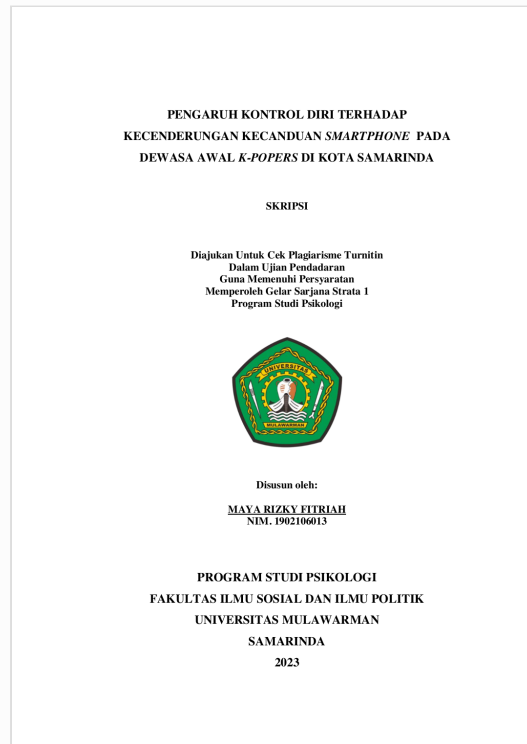 PENGARUH KONTROL DIRI TERHADAP
KECENDERUNGAN KECANDUAN SMARTPHONE PADA
DEWASA AWAL K-POPERS DI KOTA SAMARINDA
SKRIPSI
Diajukan Untuk Cek Plagiarisme Turnitin
Dalam Ujian Pendadaran
Guna Memenuhi Persyaratan
Memperoleh Gelar Sarjana Strata 1
Program Studi Psikologi
UNIVERSITAS
MULAWARMAN
Disusun oleh:
MAYA RIZKY FITRIAH
NIM. 1902106013
PROGRAM STUDI PSIKOLOGI
FAKULTAS ILMU SOSIAL DAN ILMU POLITIK
UNIVERSITAS MULAWARMAN
SAMARINDA
2023